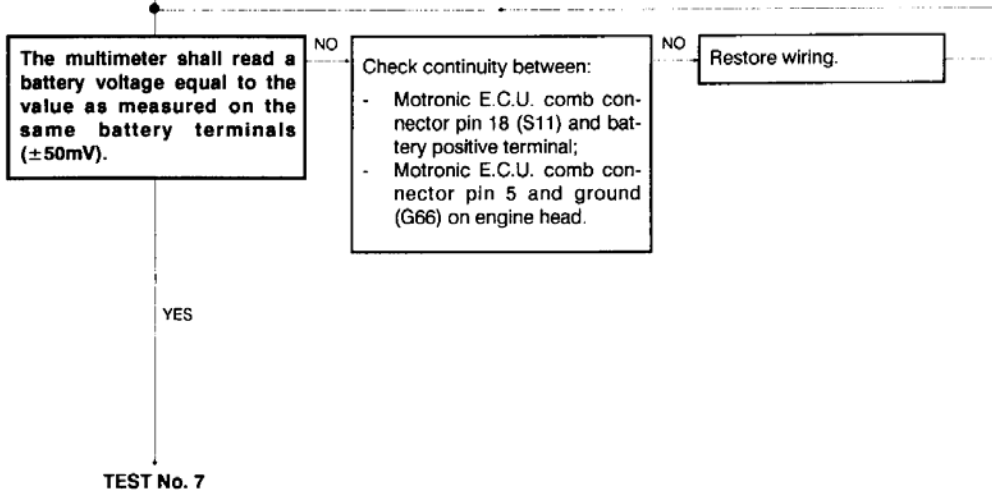 The multimeter shall read a
battery voltage equal to the
value as measured on the
same battery terminals
(±50mV).
NO
Check continuity between:
- Motronic E.C.U. comb con-
nector pin 18 (S11) and bat-
tery positive terminal;
- Motronic E.C.U. comb con-
nector pin 5 and ground
(G66) on engine head.
NO
Restore wiring.
YES
TEST No. 7